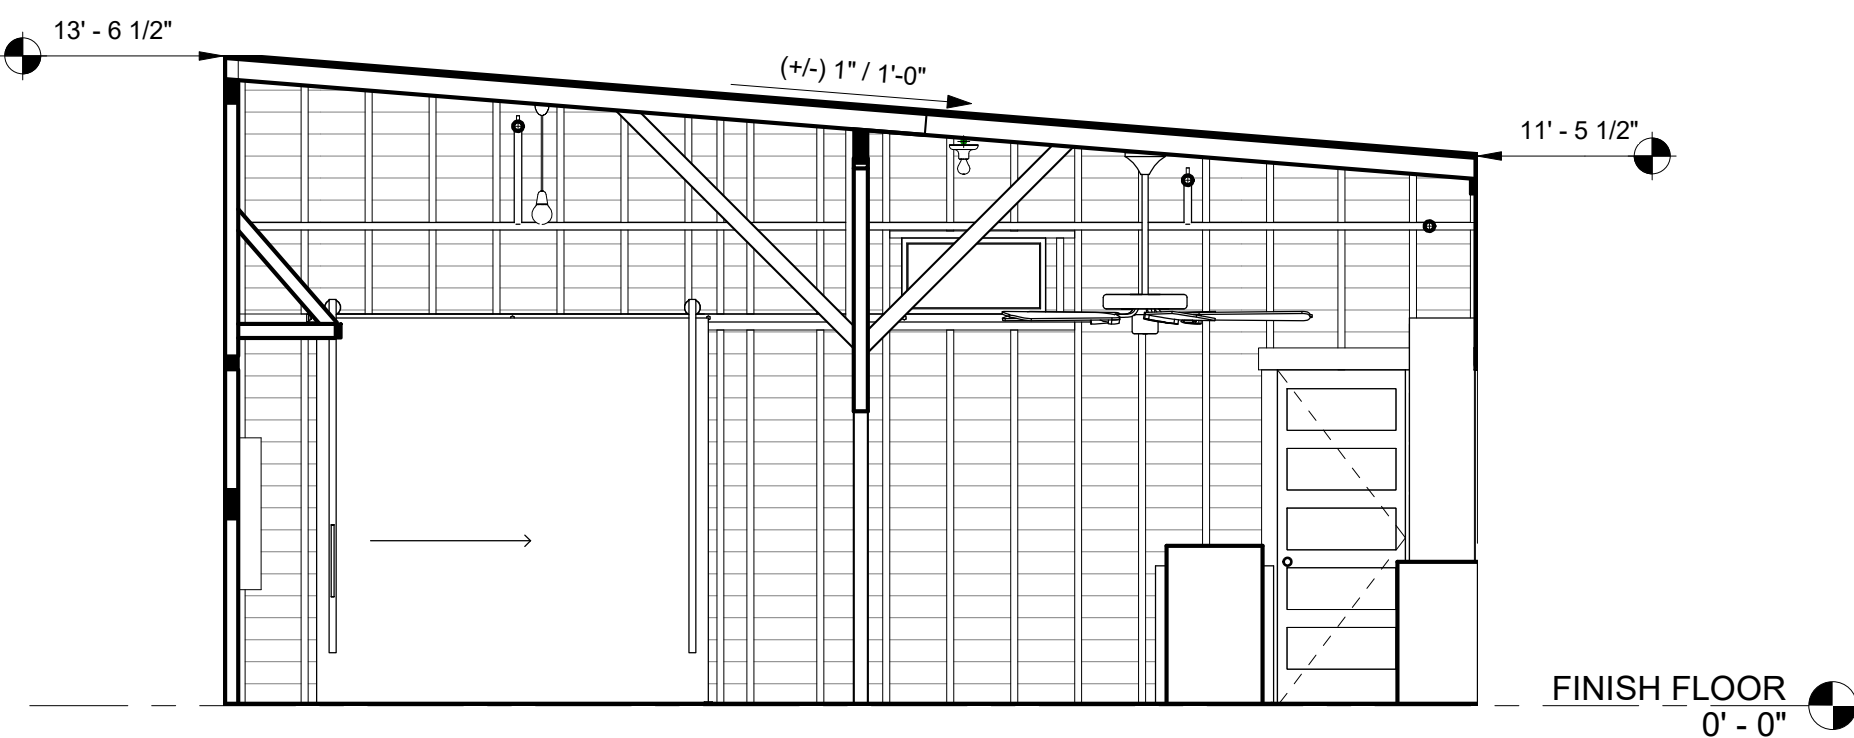 13' - 6 1/2"
(+/-) 1" / 1'-0"
11' - 5 1/2"
FINISH FLOOR
0' - 0"